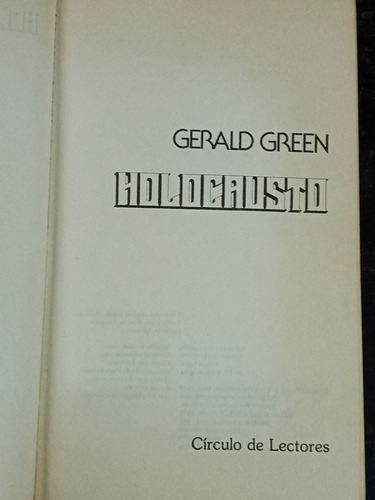 GERALD GREEN
HOLOCAUSTO
Círculo de Lectores